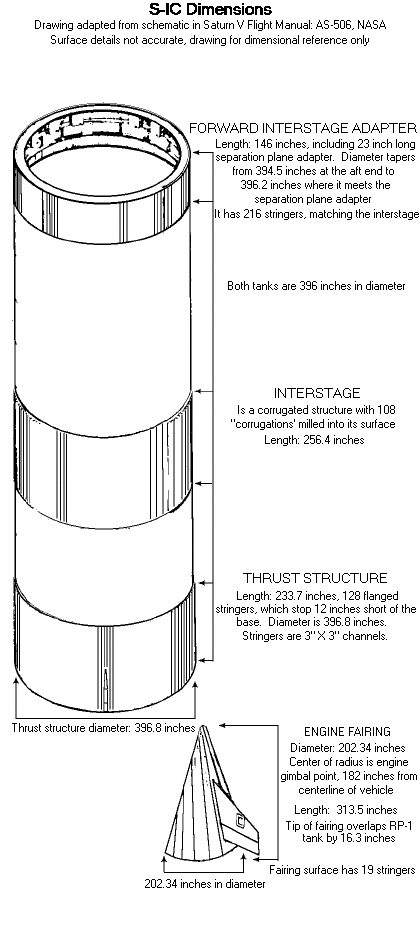 S-IC Dimensions
Drawing adapted from schematic in Saturn V Flight Manual: AS-506, NASA
Surface details not accurate, drawing for dimensional reference only
FORWARD INTERSTAGE ADAPTER
Length: 146 inches, including 23 inch long
separation plane adapter. Diameter tapers
from 394.5 inches at the aft end to
396.2 inches where it meets the
separation plane adapter
It has 216 stringers, matching the interstage
Both tanks are 396 inches in diameter
INTERSTAGE
Is a corrugated structure with 108
"corrugations' milled into its surface
Length: 256.4 inches
THRUST STRUCTURE
Length: 233.7 inches, 128 flanged
stringers, which stop 12 inches short of the
base. Diameter is 396.8 inches.
Stringers are 3" X 3" channels.
Thrust structure diameter: 396.8 inches
ENGINE FAIRING
Diameter: 202.34 inches
Center of radius is engine
gimbal point, 182 inches from
centerline of vehicle
Length: 313.5 inches
Tip of fairing overlaps RP-1
tank by 16.3 inches
Fairing surface has 19 stringers
202.34 inches in diameter